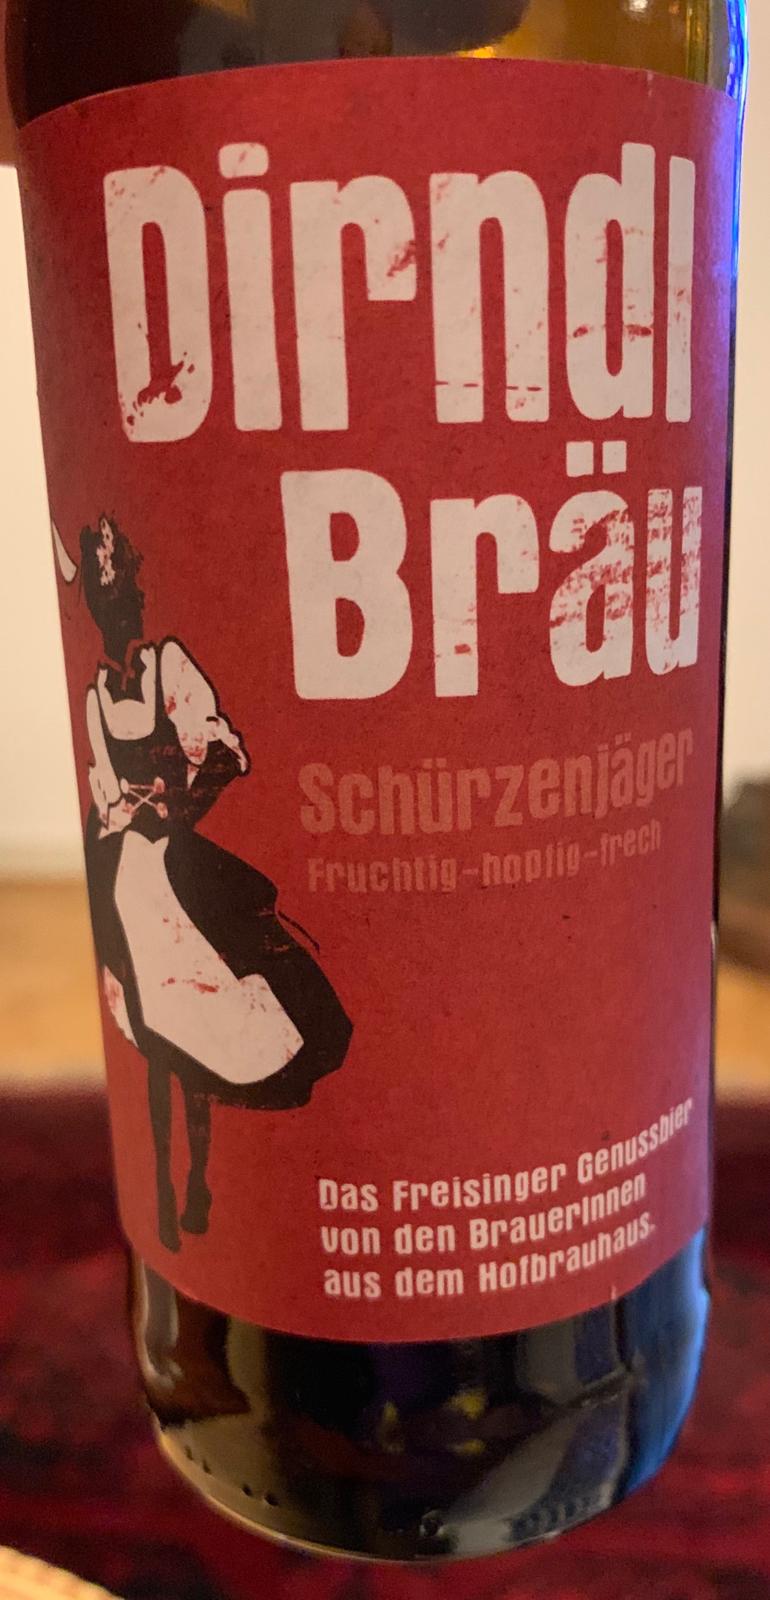 Dirndl
Bräu
Schürzenjäger
Fruchtig-hopfig-frech
Das Freisinger Genussbier
von den BrauerInnen
aus dem Hofbrauhaus.